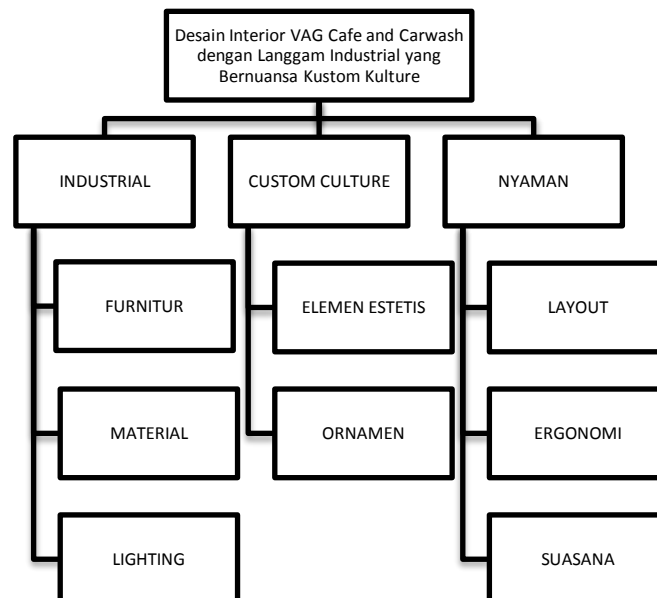 Desain Interior VAG Cafe and Carwash
dengan Langgam Industrial yang
Bernuansa Kustom Kulture
INDUSTRIAL
CUSTOM CULTURE
NYAMAN
FURNITUR
ELEMEN ESTETIS
LAYOUT
MATERIAL
ORNAMEN
ERGONOMI
LIGHTING
SUASANA